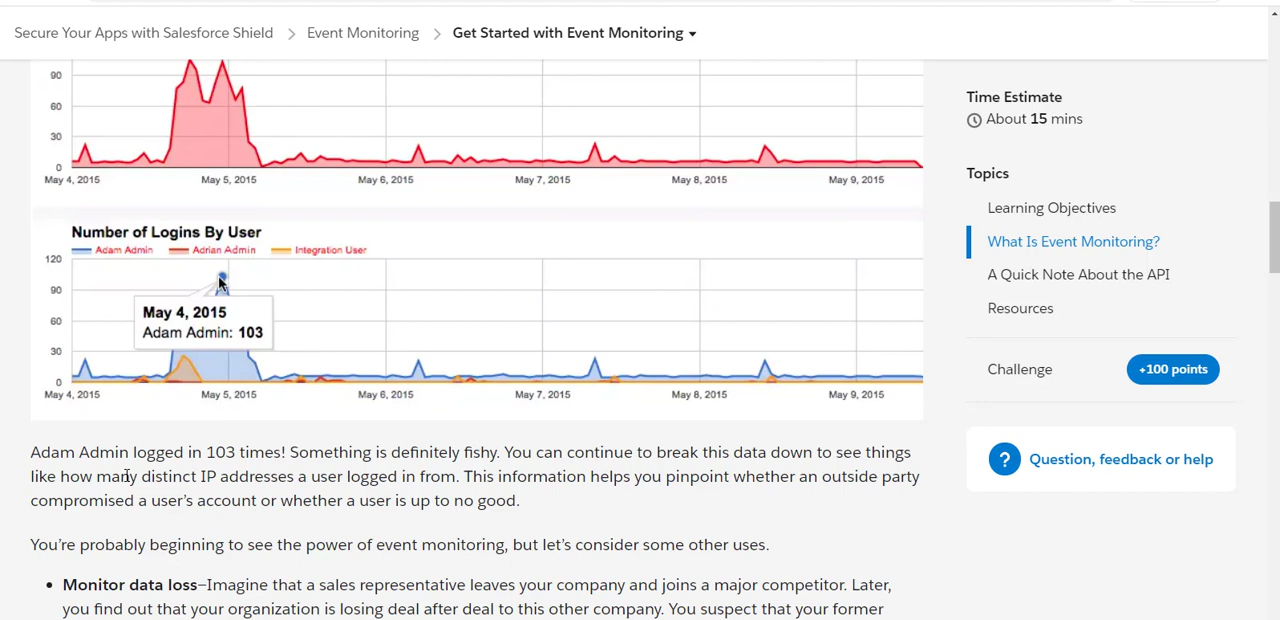 Secure Your Apps with Salesforce Shield > Event Monitoring > Get Started with Event Monitoring
90
60
30
0
May 4, 2015 May 5, 2015 May 6, 2015 May 7, 2015 May 8, 2015 May 9, 2015
Number of Logins By User
Adam Admin Adrian Admin Integration User
120
90
60
30
0
May 4, 2015
Adam Admin: 103
May 4, 2015 May 5, 2015 May 6, 2015 May 7, 2015 May 8, 2015 May 9, 2015
Adam Admin logged in 103 times! Something is definitely fishy. You can continue to break this data down to see things
like how many distinct IP addresses a user logged in from. This information helps you pinpoint whether an outside party
compromised a user’s account or whether a user is up to no good.
You’re probably beginning to see the power of event monitoring, but let’s consider some other uses.
• Monitor data loss—Imagine that a sales representative leaves your company and joins a major competitor. Later,
you find out that your organization is losing deal after deal to this other company. You suspect that your former
Time Estimate
About 15 mins
Topics
Learning Objectives
What Is Event Monitoring?
A Quick Note About the API
Resources
Challenge +100 points
? Question, feedback or help